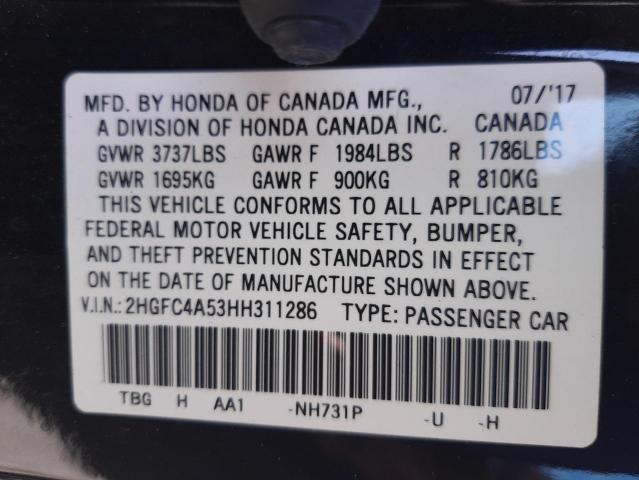 MFD. BY HONDA OF CANADA MFG., 07/'17
A DIVISION OF HONDA CANADA INC. CANADA
GVWR 3737LBS GAWR F 1984LBS R 1786LBS
GVWR 1695KG GAWR F 900KG R 810KG
THIS VEHICLE CONFORMS TO ALL APPLICABLE
FEDERAL MOTOR VEHICLE SAFETY, BUMPER,
AND THEFT PREVENTION STANDARDS IN EFFECT
ON THE DATE OF MANUFACTURE SHOWN ABOVE.
V.I.N.: 2HGFC4A53HH311286 TYPE: PASSENGER CAR
TBG H AA1 -NH731P -U -H